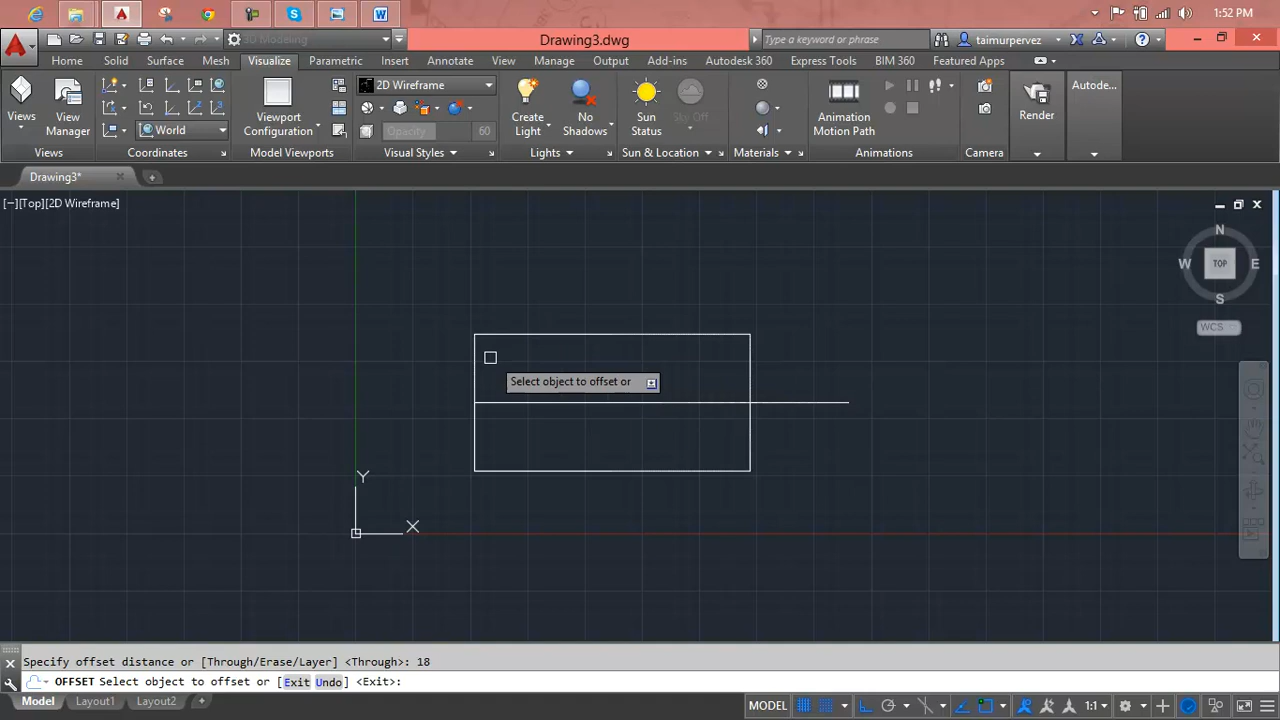 1:52 PM
3D Modeling
Drawing3.dwg
Type a keyword or phrase
taimurpervez
Home Solid Surface Mesh Visualize Parametric Insert Annotate View Manage Output Add-ins Autodesk 360 Express Tools BIM 360 Featured Apps
Views
View
Manager
Views
World
Coordinates
Viewport
Configuration
Model Viewports
2D Wireframe
Opacity 60
Visual Styles
Create
Light
No
Shadows
Lights
Sun
Status
Sky Off
Sun & Location
Materials
Animation
Motion Path
Animations
Camera
Render
Autode...
Drawing3*
[−][Top][2D Wireframe]
N
W TOP E
S
WCS
Select object to offset or
Y
X
Specify offset distance or [Through/Erase/Layer] <Through>: 18
OFFSET Select object to offset or [Exit Undo] <Exit>:
Model Layout1 Layout2
MODEL
1:1